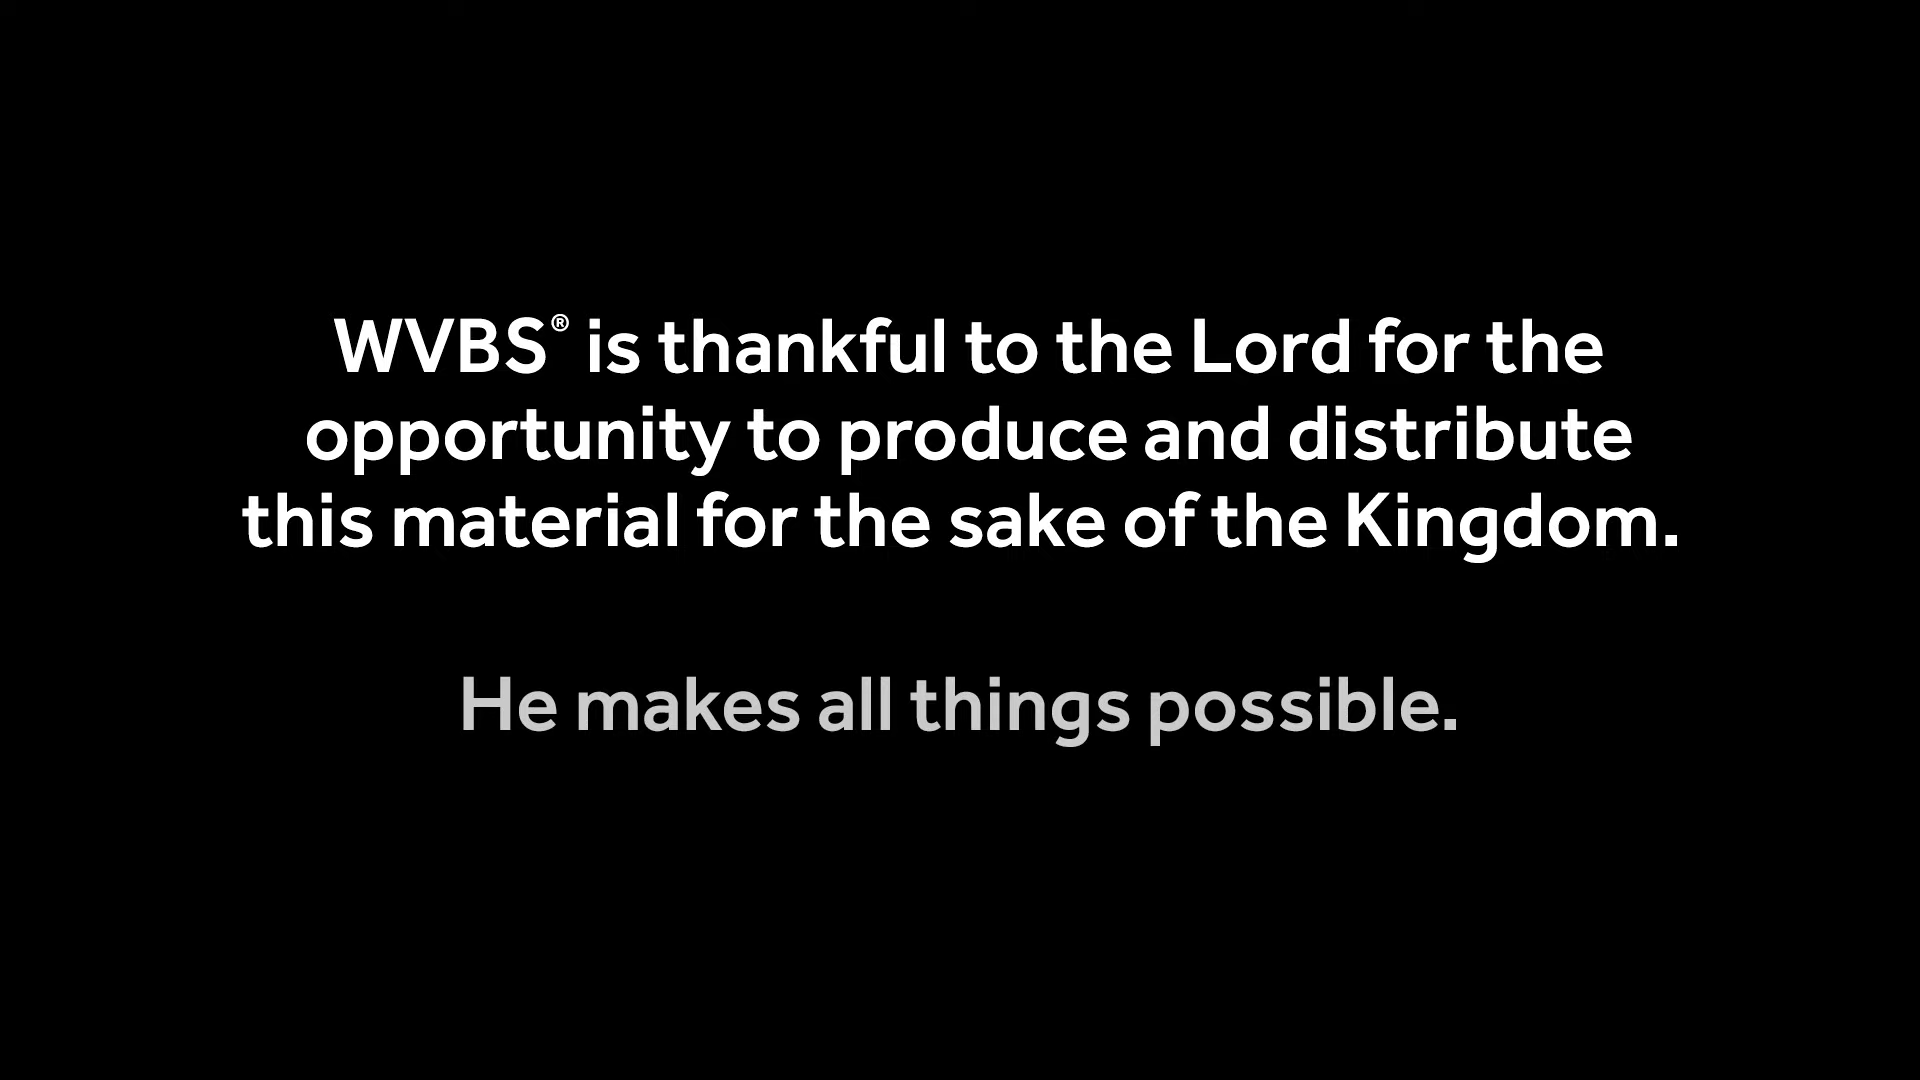 WVBS® is thankful to the Lord for the
opportunity to produce and distribute
this material for the sake of the Kingdom.
He makes all things possible.